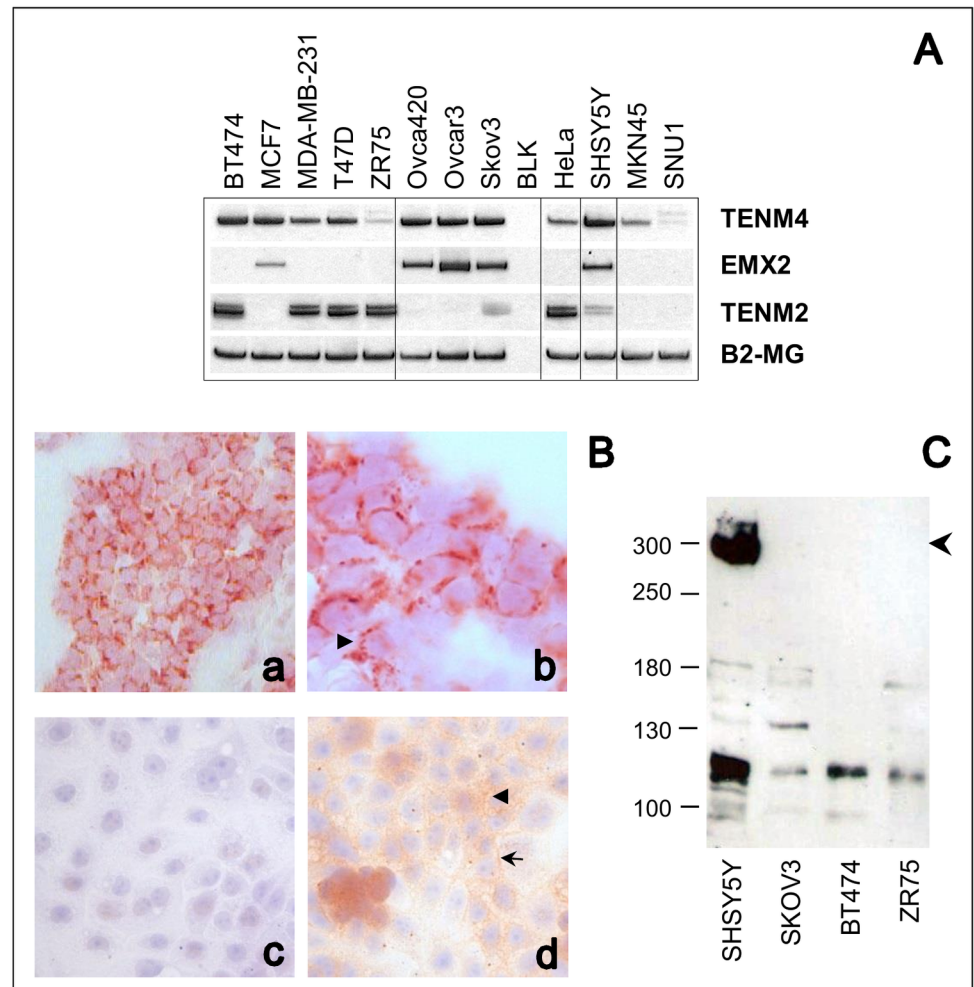 A
BT474
MCF7
MDA-MB-231
T47D
ZR75
Ovca420
Ovcar3
Skov3
BLK
HeLa
SHSY5Y
MKN45
SNU1
TENM4
EMX2
TENM2
B2-MG
B
a
b
c
d
C
300
250
180
130
100
SHSY5Y
SKOV3
BT474
ZR75